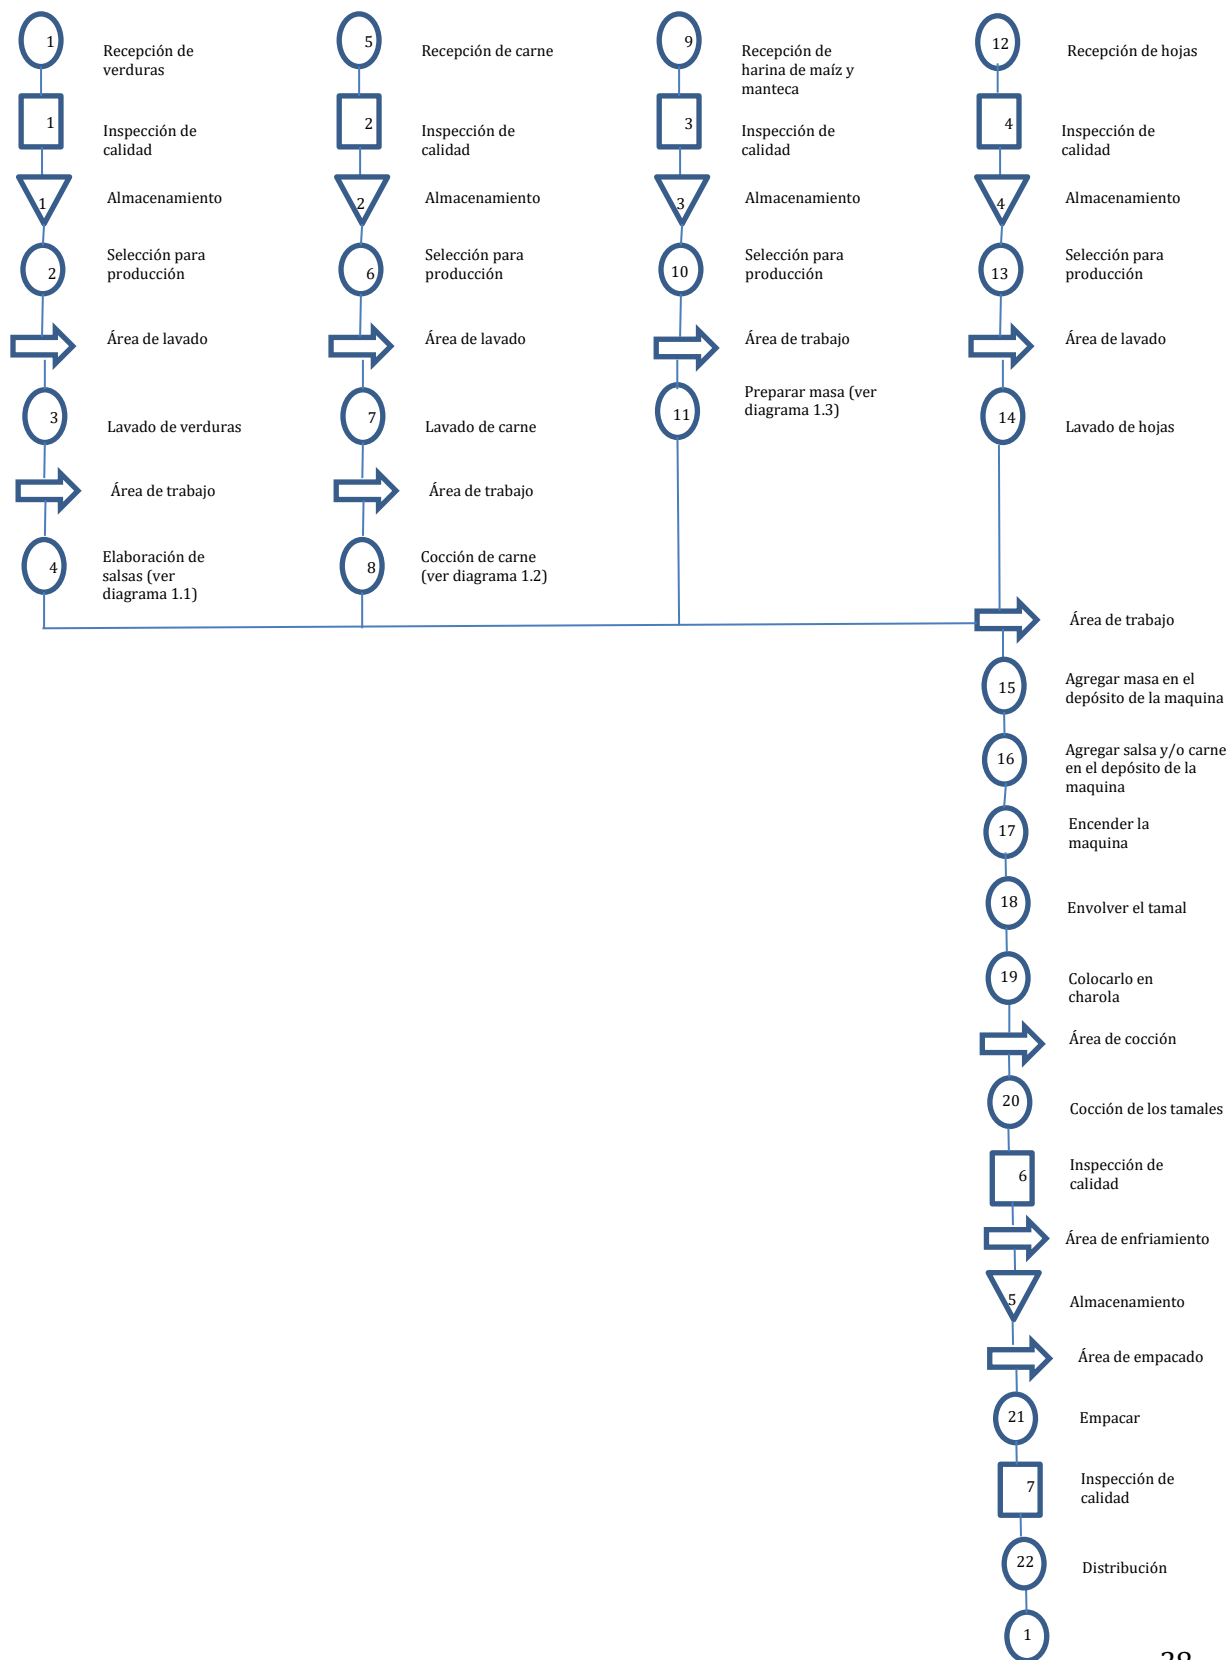 1
Recepción de
verduras
1
Inspección de
calidad
1
Almacenamiento
2
Selección para
producción
Área de lavado
3
Lavado de verduras
Área de trabajo
4
Elaboración de
salsas (ver
diagrama 1.1)
5
Recepción de carne
2
Inspección de
calidad
2
Almacenamiento
6
Selección para
producción
Área de lavado
7
Lavado de carne
Área de trabajo
8
Cocción de carne
(ver diagrama 1.2)
9
Recepción de
harina de maíz y
manteca
3
Inspección de
calidad
3
Almacenamiento
10
Selección para
producción
Área de trabajo
11
Preparar masa (ver
diagrama 1.3)
12
Recepción de hojas
4
Inspección de
calidad
4
Almacenamiento
13
Selección para
producción
Área de lavado
14
Lavado de hojas
Área de trabajo
15
Agregar masa en el
depósito de la maquina
16
Agregar salsa y/o carne
en el depósito de la
maquina
17
Encender la
maquina
18
Envolver el tamal
19
Colocarlo en
charola
Área de cocción
20
Cocción de los tamales
6
Inspección de
calidad
Área de enfriamiento
5
Almacenamiento
Área de empacado
21
Empacar
7
Inspección de
calidad
22
Distribución
1